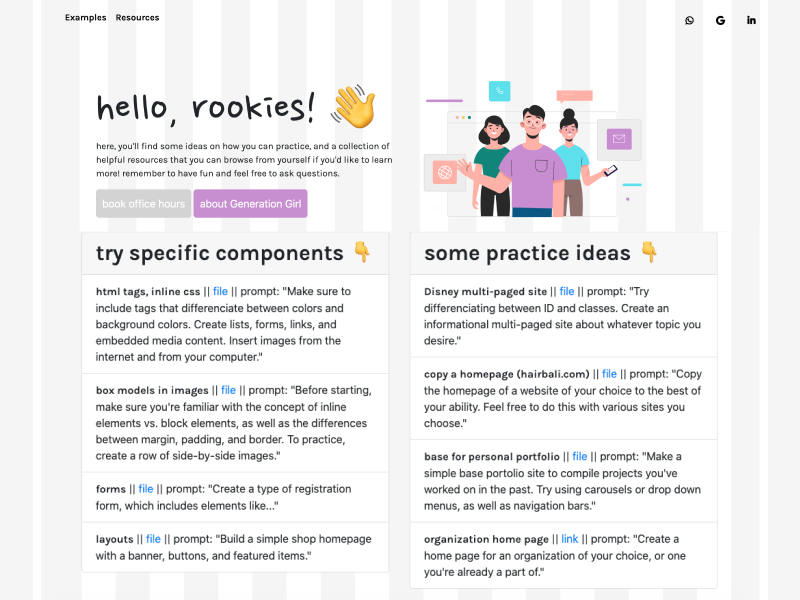 Examples Resources
hello, rookies! 👋
here, you'll find some ideas on how you can practice, and a collection of
helpful resources that you can browse from yourself if you'd like to learn
more! remember to have fun and feel free to ask questions.
book office hours about Generation Girl
try specific components 👇
html tags, inline css || file || prompt: "Make sure to
include tags that differenciate between colors and
background colors. Create lists, forms, links, and
embedded media content. Insert images from the
internet and from your computer."
box models in images || file || prompt: "Before starting,
make sure you're familiar with the concept of inline
elements vs. block elements, as well as the differences
between margin, padding, and border. To practice,
create a row of side-by-side images."
forms || file || prompt: "Create a type of registration
form, which includes elements like..."
layouts || file || prompt: "Build a simple shop homepage
with a banner, buttons, and featured items."
some practice ideas 👇
Disney multi-paged site || file || prompt: "Try
differenciating between ID and classes. Create an
informational multi-paged site about whatever topic you
desire."
copy a homepage (hairbali.com) || file || prompt: "Copy
the homepage of a website of your choice to the best of
your ability. Feel free to do this with various sites you
choose."
base for personal portfolio || file || prompt: "Make a
simple base portolio site to compile projects you've
worked on in the past. Try using carousels or drop down
menus, as well as navigation bars."
organization home page || link || prompt: "Create a
home page for an organization of your choice, or one
you're already a part of."